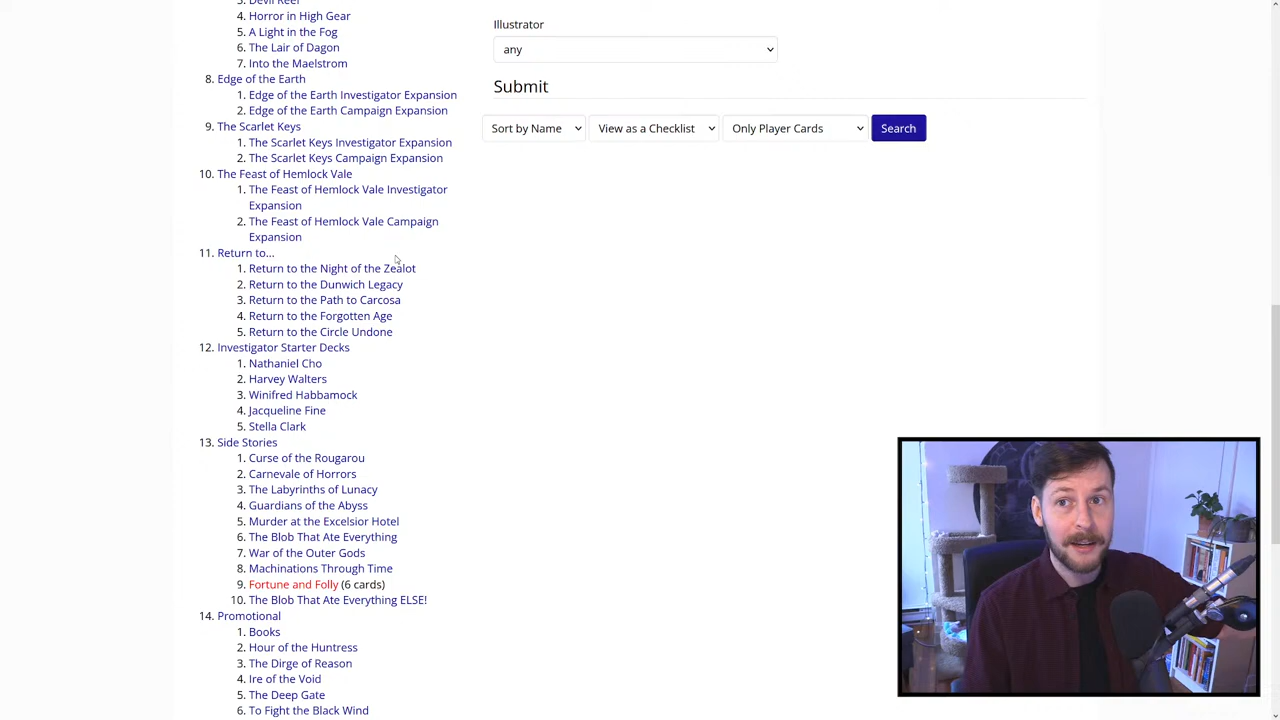 3. Devil Reef
4. Horror in High Gear
5. A Light in the Fog
6. The Lair of Dagon
7. Into the Maelstrom
8. Edge of the Earth
1. Edge of the Earth Investigator Expansion
2. Edge of the Earth Campaign Expansion
9. The Scarlet Keys
1. The Scarlet Keys Investigator Expansion
2. The Scarlet Keys Campaign Expansion
10. The Feast of Hemlock Vale
1. The Feast of Hemlock Vale Investigator
Expansion
2. The Feast of Hemlock Vale Campaign
Expansion
11. Return to...
1. Return to the Night of the Zealot
2. Return to the Dunwich Legacy
3. Return to the Path to Carcosa
4. Return to the Forgotten Age
5. Return to the Circle Undone
12. Investigator Starter Decks
1. Nathaniel Cho
2. Harvey Walters
3. Winifred Habbamock
4. Jacqueline Fine
5. Stella Clark
13. Side Stories
1. Curse of the Rougarou
2. Carnevale of Horrors
3. The Labyrinths of Lunacy
4. Guardians of the Abyss
5. Murder at the Excelsior Hotel
6. The Blob That Ate Everything
7. War of the Outer Gods
8. Machinations Through Time
9. Fortune and Folly (6 cards)
10. The Blob That Ate Everything ELSE!
14. Promotional
1. Books
2. Hour of the Huntress
3. The Dirge of Reason
4. Ire of the Void
5. The Deep Gate
6. To Fight the Black Wind
Illustrator
any
Submit
Sort by Name
View as a Checklist
Only Player Cards
Search